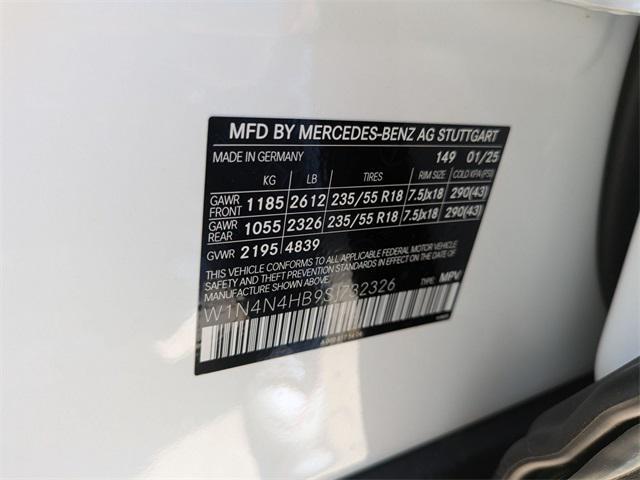 MFD BY MERCEDES-BENZ AG STUTTGART
MADE IN GERMANY 149 01/25
KG LB TIRES RIM SIZE COLD KPA (PSI)
GAWR FRONT 1185 2612 235/55 R18 7.5Jx18 290(43)
GAWR REAR 1055 2326 235/55 R18 7.5Jx18 290(43)
GVWR 2195 4839
THIS VEHICLE CONFORMS TO ALL APPLICABLE FEDERAL MOTOR VEHICLE
SAFETY AND THEFT PREVENTION STANDARDS IN EFFECT ON THE DATE OF
MANUFACTURE SHOWN ABOVE.
W1N4N4HB9SJ732326 TYPE: MPV